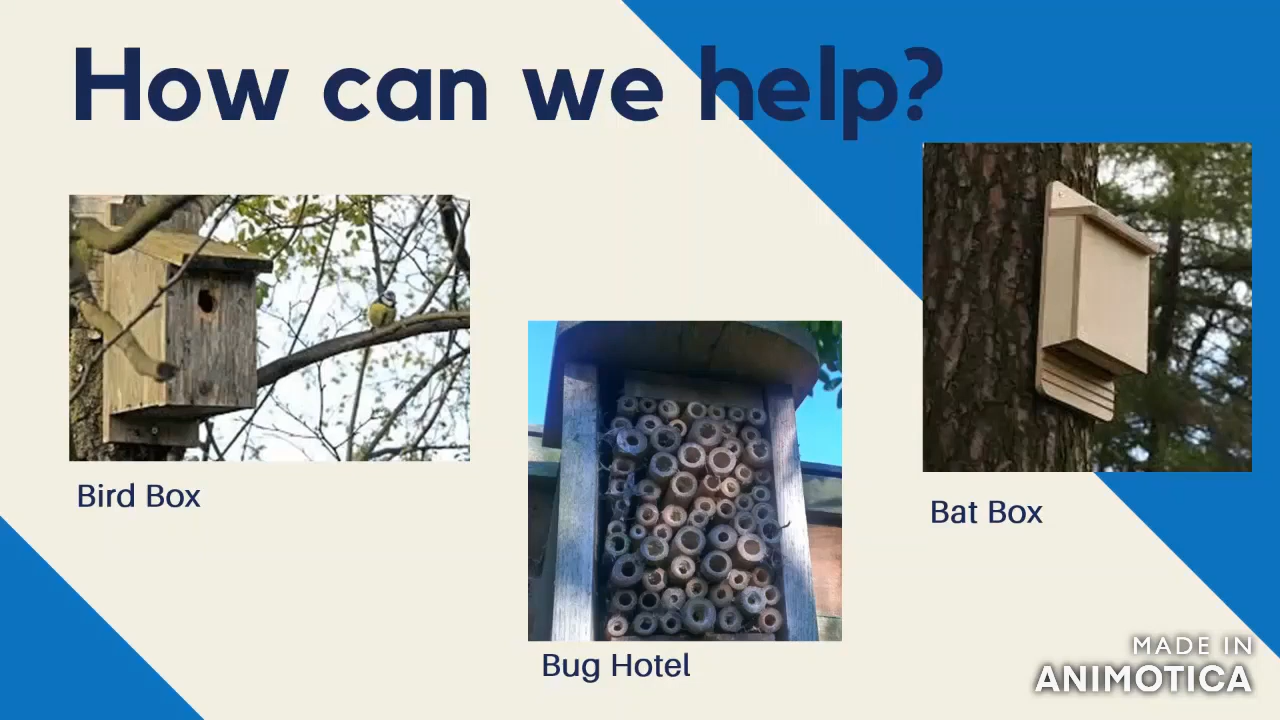 How can we help?
Bird Box
Bat Box
Bug Hotel
MADE IN
ANIMOTICA